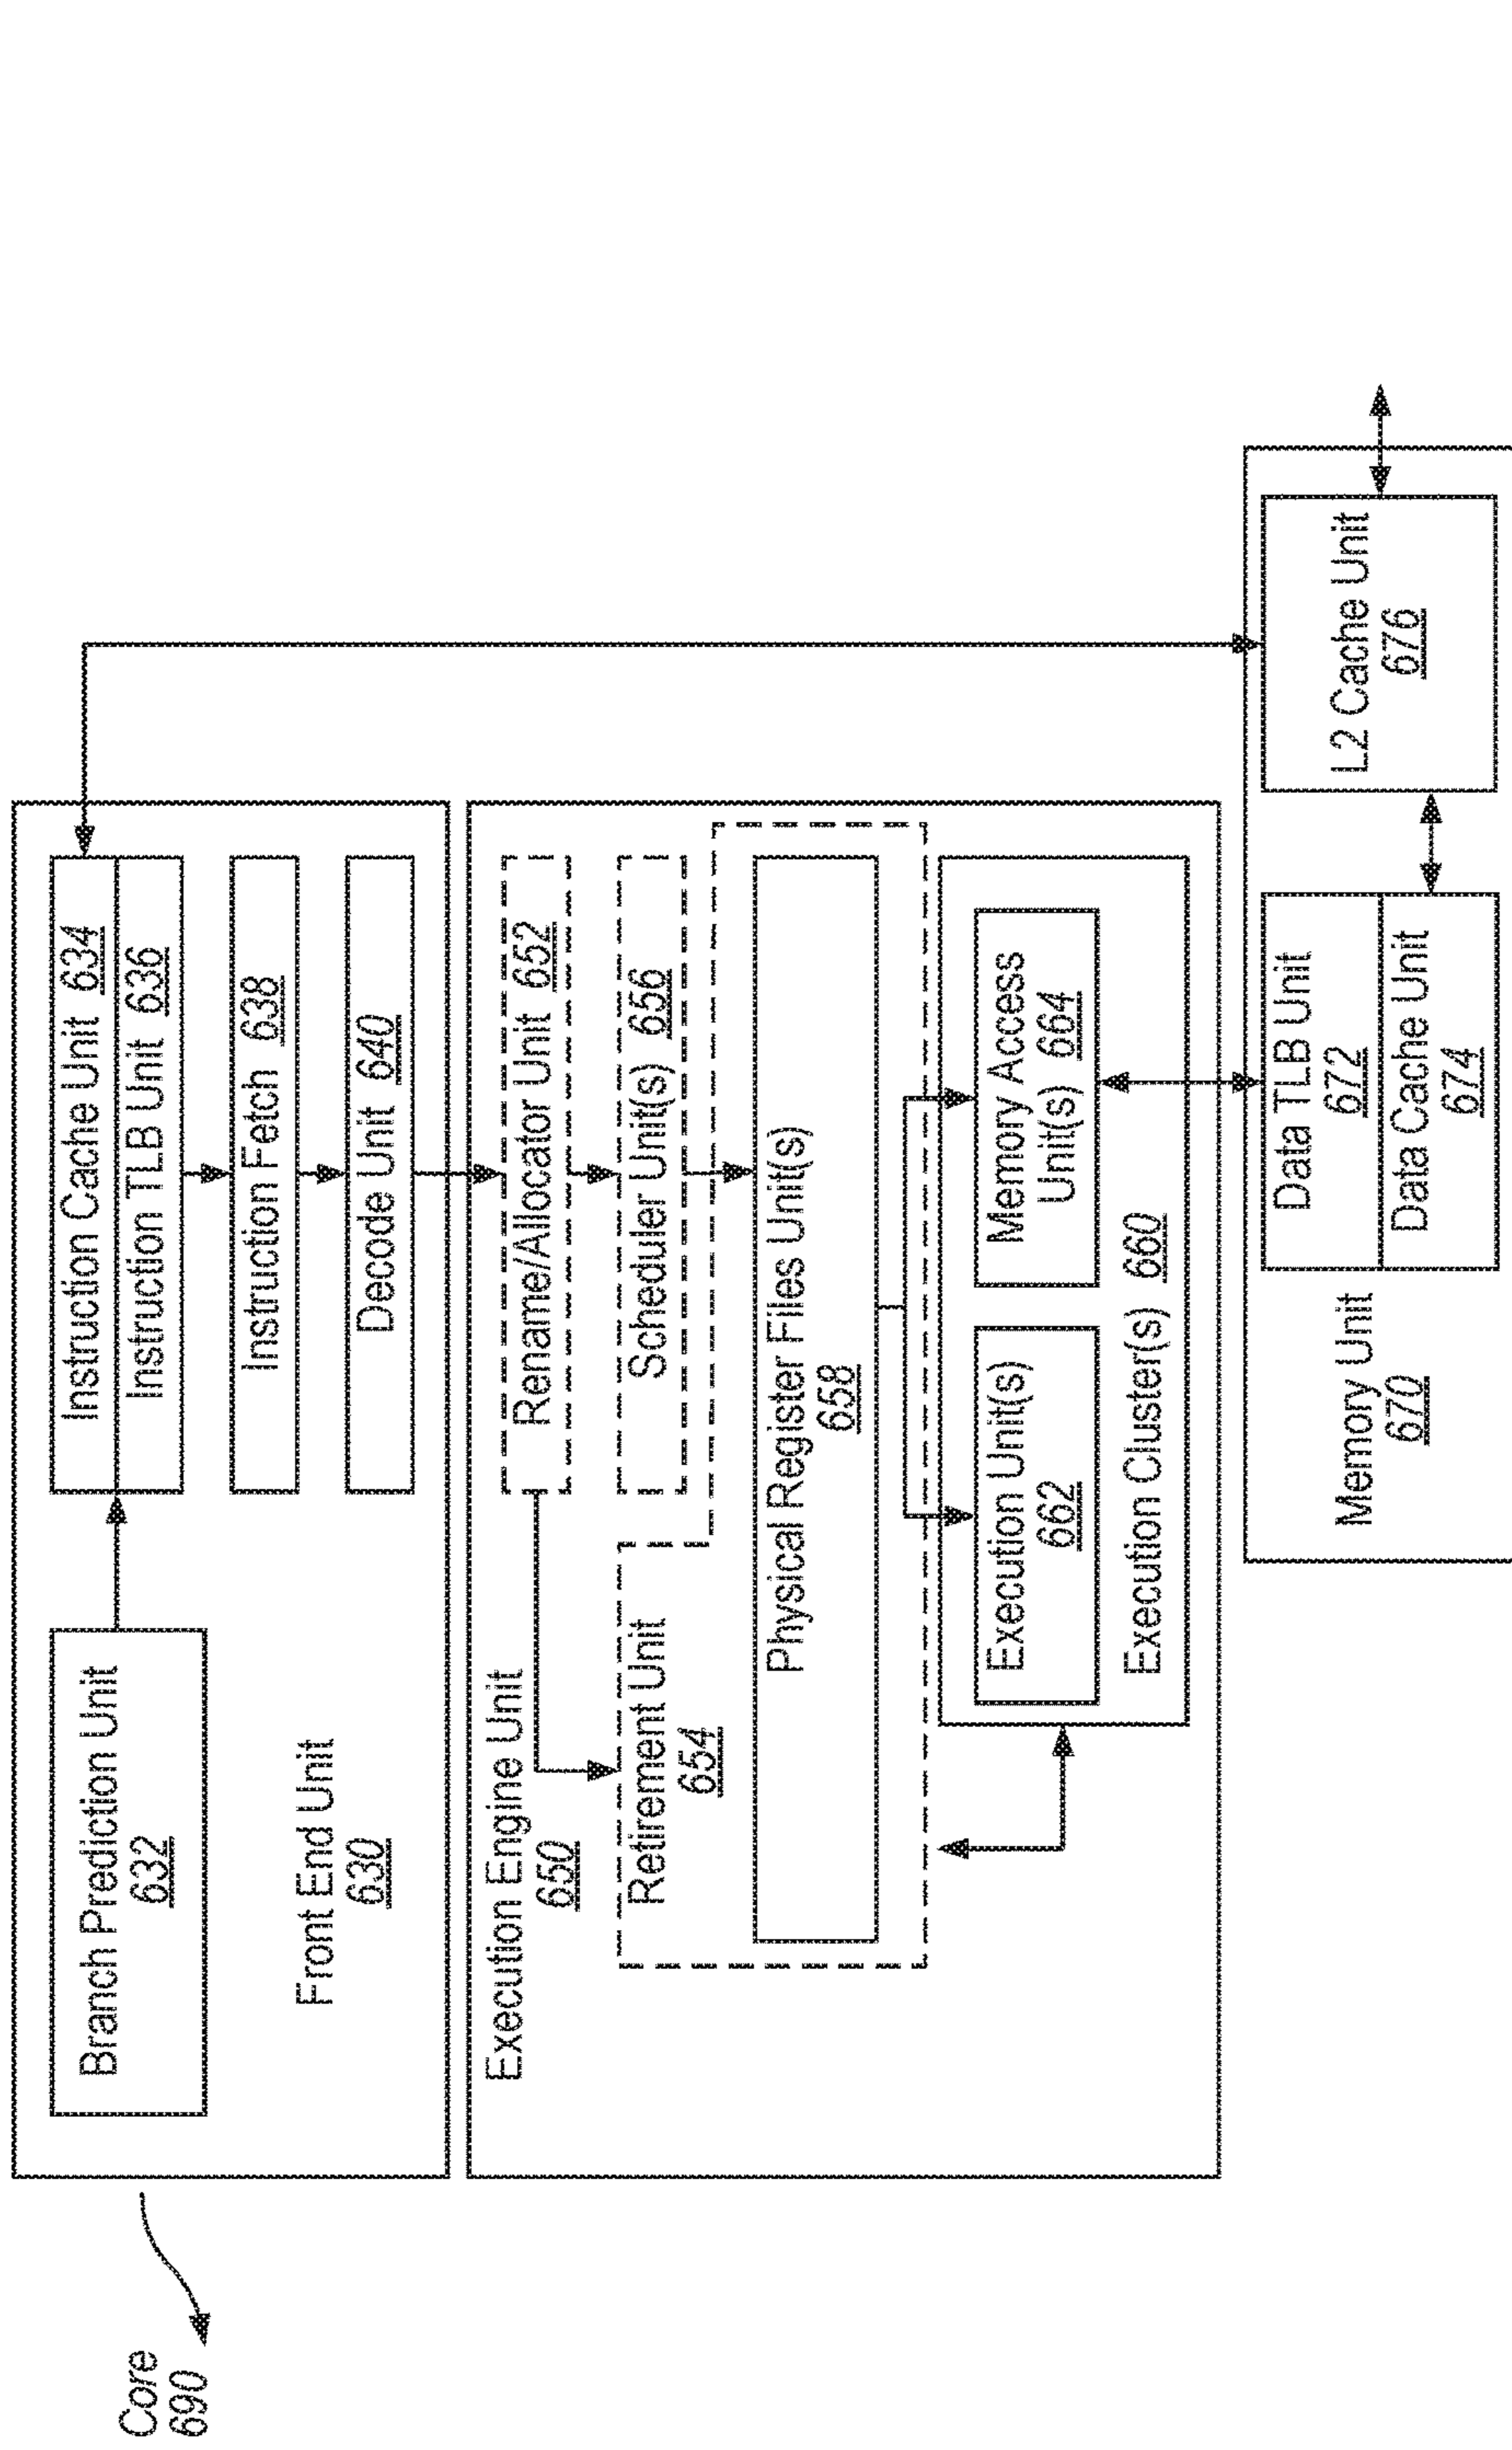 Core
690
Branch Prediction Unit
632
Instruction Cache Unit 634
Instruction TLB Unit 636
Instruction Fetch 638
Front End Unit
630
Decode Unit 640
Execution Engine Unit
650
Rename/Allocator Unit 652
Retirement Unit
654
Scheduler Unit(s) 656
Physical Register Files Unit(s)
658
Execution Unit(s)
662
Memory Access
Unit(s) 664
Execution Cluster(s) 660
Memory Unit
670
Data TLB Unit
672
Data Cache Unit
674
L2 Cache Unit
676